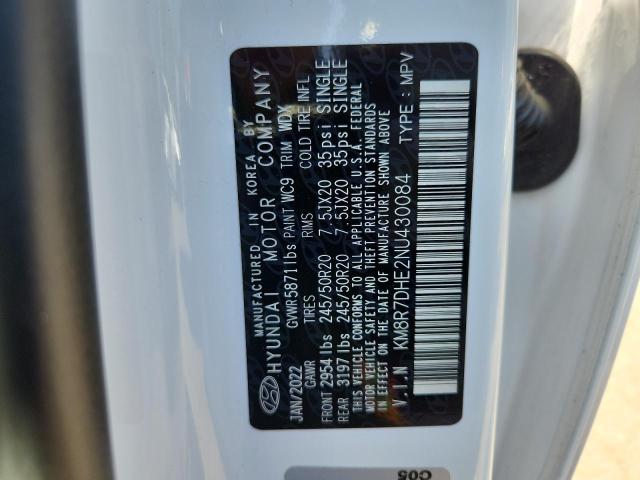 MANUFACTURED IN KOREA BY
HYUNDAI MOTOR COMPANY
JAN/2022 GVWR 5871 lbs PAINT WC9 TRIM WDX
GAWR TIRES RIMS COLD TIRE INFL
FRONT 2954 lbs 245/50R20 7.5JX20 35psi SINGLE
REAR 3197 lbs 245/50R20 7.5JX20 35psi SINGLE
THIS VEHICLE CONFORMS TO ALL APPLICABLE U.S.A. FEDERAL
MOTOR VEHICLE SAFETY AND THEFT PREVENTION STANDARDS
IN EFFECT ON THE DATE OF MANUFACTURE SHOWN ABOVE
V.I.N KM8R7DHE2NU430084 TYPE : MPV
C05